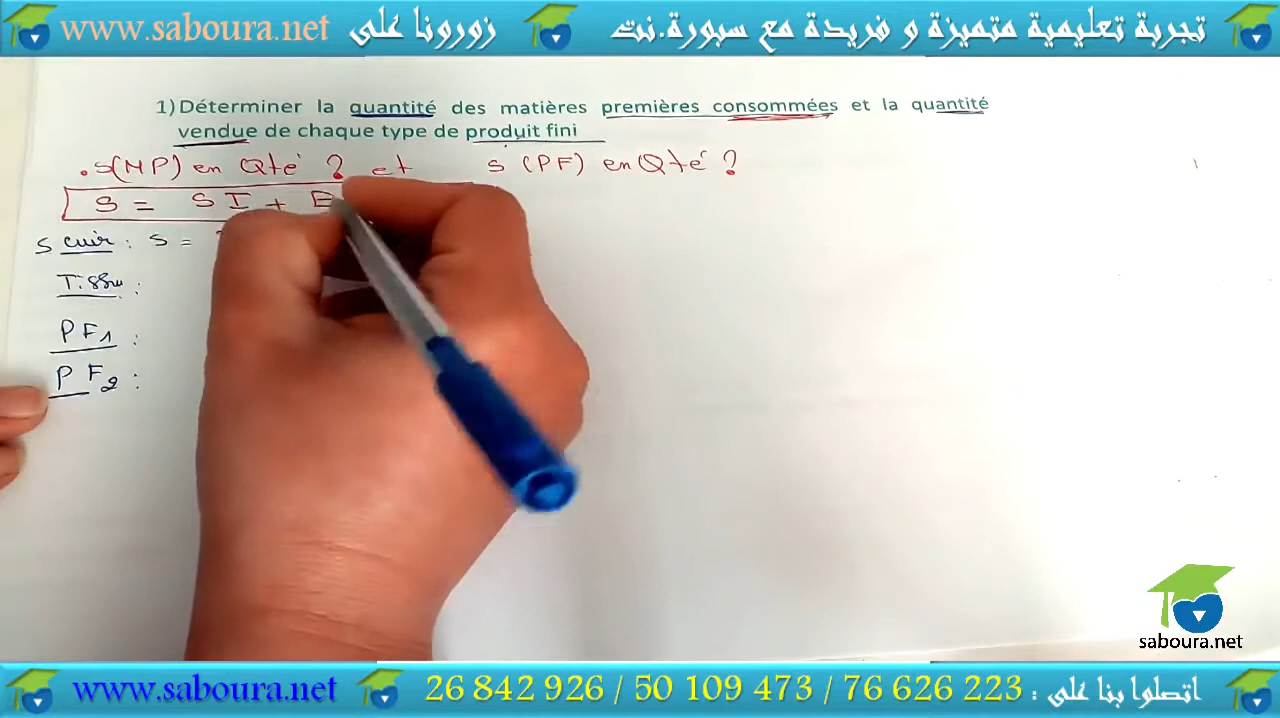 www.saboura.net زورونا على تجربة تعليمية متميزة و فريدة مع سبورة.نت
1) Déterminer la quantité des matières premières consommées et la quantité
vendue de chaque type de produit fini
. S(MP) en Qté ? et S (PF) en Qté ?
S = SI + E
S cuir : S =
Tissu :
PF1 :
PF2 :
saboura.net
www.saboura.net 26 842 926 / 50 109 473 / 76 626 223 : اتصلوا بنا على